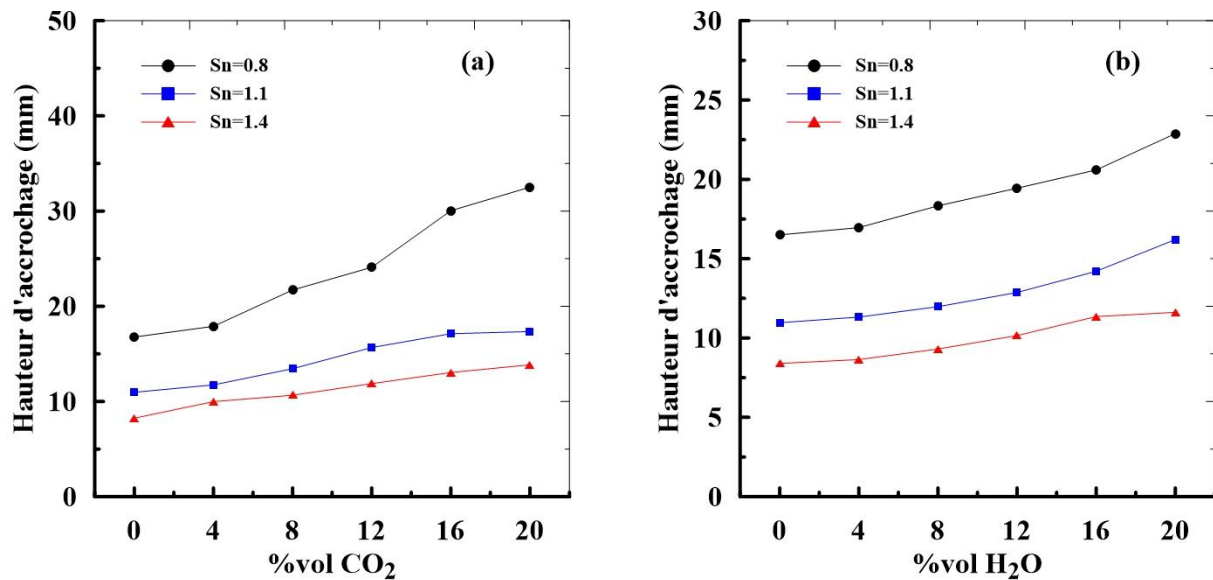 50
40
30
20
10
0
Hauteur d'accrochage (mm)
Sn=0.8
Sn=1.1
Sn=1.4
(a)
0 4 8 12 16 20
%vol CO₂
30
25
20
15
10
5
0
Hauteur d'accrochage (mm)
Sn=0.8
Sn=1.1
Sn=1.4
(b)
0 4 8 12 16 20
%vol H₂O